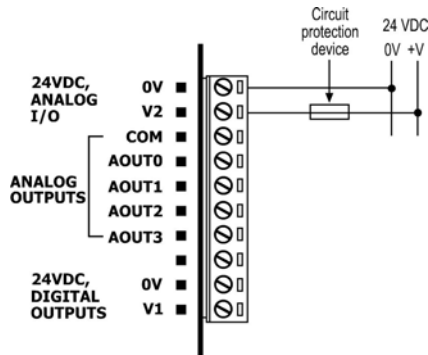 Circuit
protection
device
24 VDC
0V +V
24VDC,
ANALOG
I/O
0V
V2
COM
AOUT0
ANALOG
OUTPUTS
AOUT1
AOUT2
AOUT3
24VDC,
DIGITAL
OUTPUTS
0V
V1